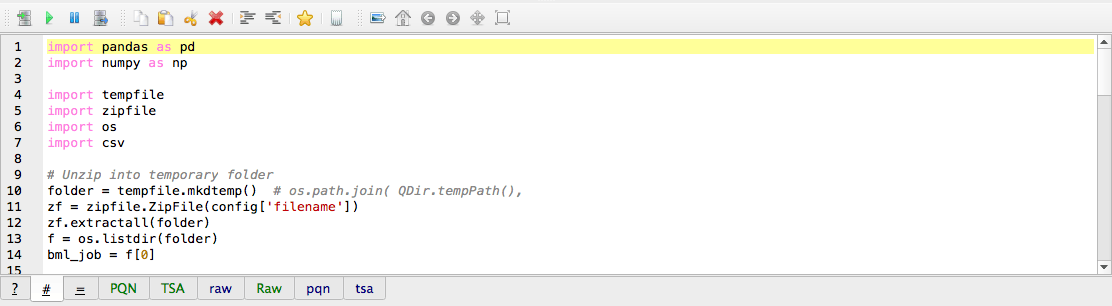 1 import pandas as pd
2 import numpy as np
3
4 import tempfile
5 import zipfile
6 import os
7 import csv
8
9 # Unzip into temporary folder
10 folder = tempfile.mkdtemp()  # os.path.join( QDir.tempPath(),
11 zf = zipfile.ZipFile(config['filename'])
12 zf.extractall(folder)
13 f = os.listdir(folder)
14 bml_job = f[0]
15
? # = PQN TSA raw Raw pqn tsa